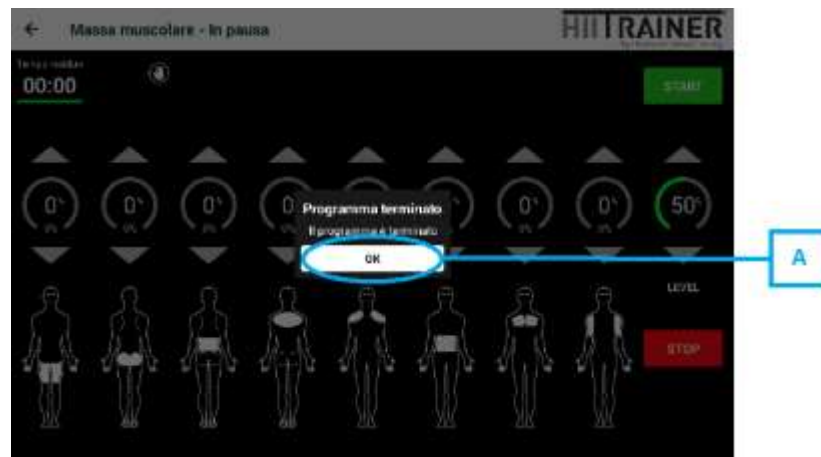 Massa muscolare - In pausa
HIITRAINER
00:00
START
0%
0%
0%
0
0%
0%
50%
Programma terminato
Il programma è terminato
OK
A
LEVEL
STOP